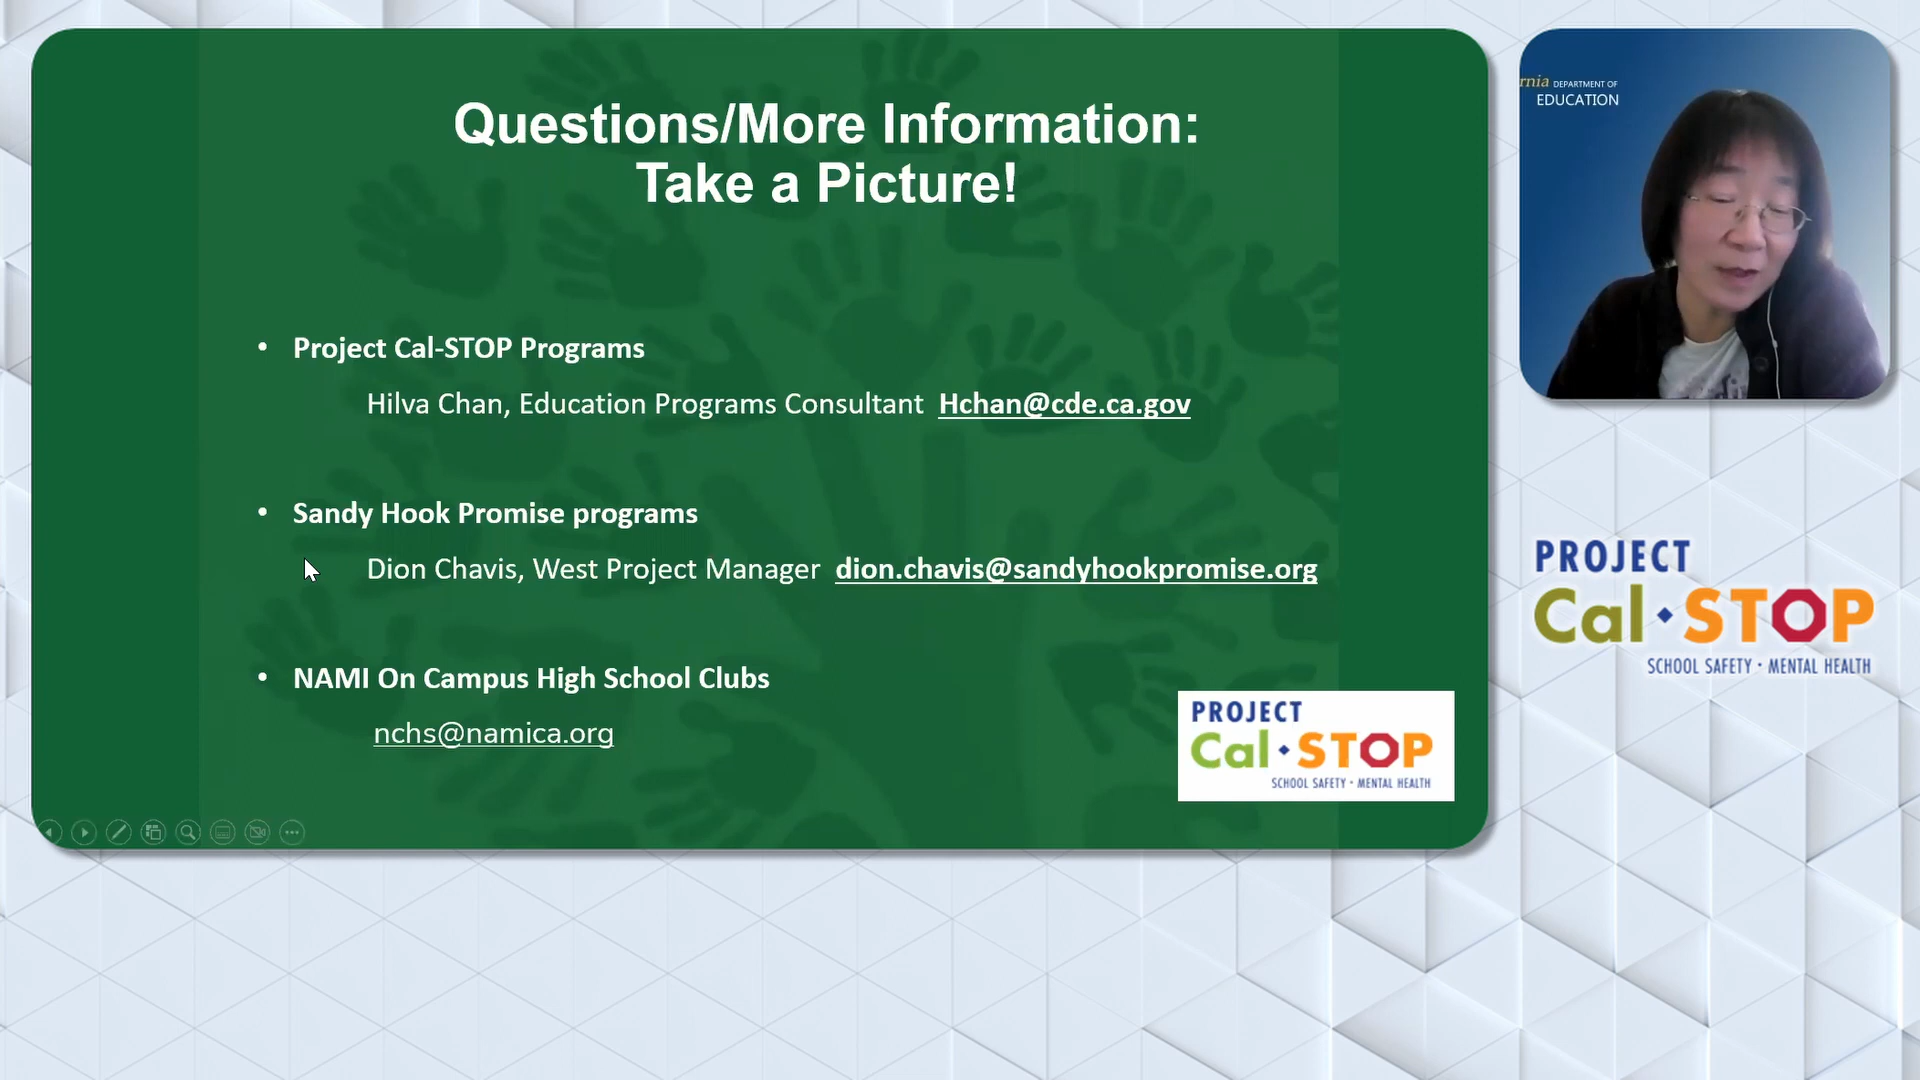 Questions/More Information:
Take a Picture!
• Project Cal-STOP Programs
Hilva Chan, Education Programs Consultant Hchan@cde.ca.gov
• Sandy Hook Promise programs
Dion Chavis, West Project Manager dion.chavis@sandyhookpromise.org
• NAMI On Campus High School Clubs
nchs@namica.org
PROJECT
Cal•STOP
SCHOOL SAFETY • MENTAL HEALTH
rnia DEPARTMENT OF
EDUCATION
PROJECT
Cal•STOP
SCHOOL SAFETY • MENTAL HEALTH